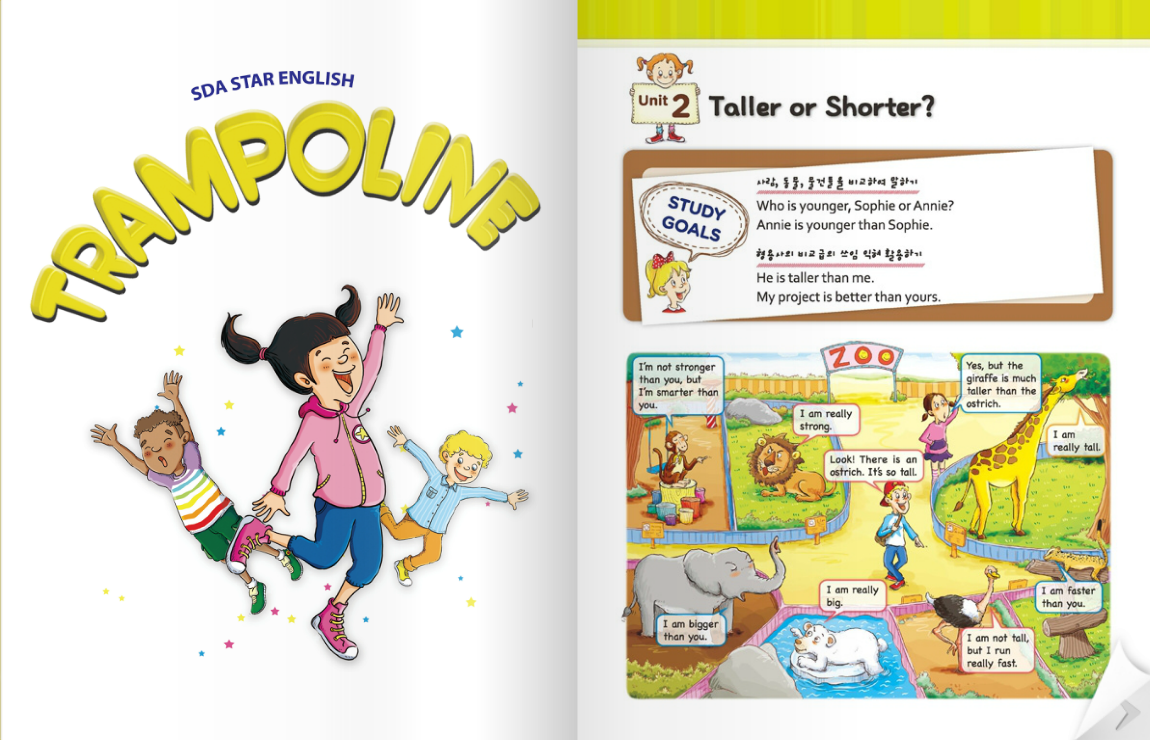 SDA STAR ENGLISH
TRAMPOLINE
Unit 2
Taller or Shorter?
STUDY
GOALS
사람, 동물, 물건들을 비교하여 말하기
Who is younger, Sophie or Annie?
Annie is younger than Sophie.
형용사의 비교급의 쓰임 익혀 활용하기
He is taller than me.
My project is better than yours.
ZOO
I'm not stronger
than you, but
I'm smarter than
you.
I am really
strong.
Yes, but the
giraffe is much
taller than the
ostrich.
I am
really tall.
Look! There is an
ostrich. It's so tall.
I am bigger
than you.
I am really
big.
I am faster
than you.
I am not tall,
but I run
really fast.